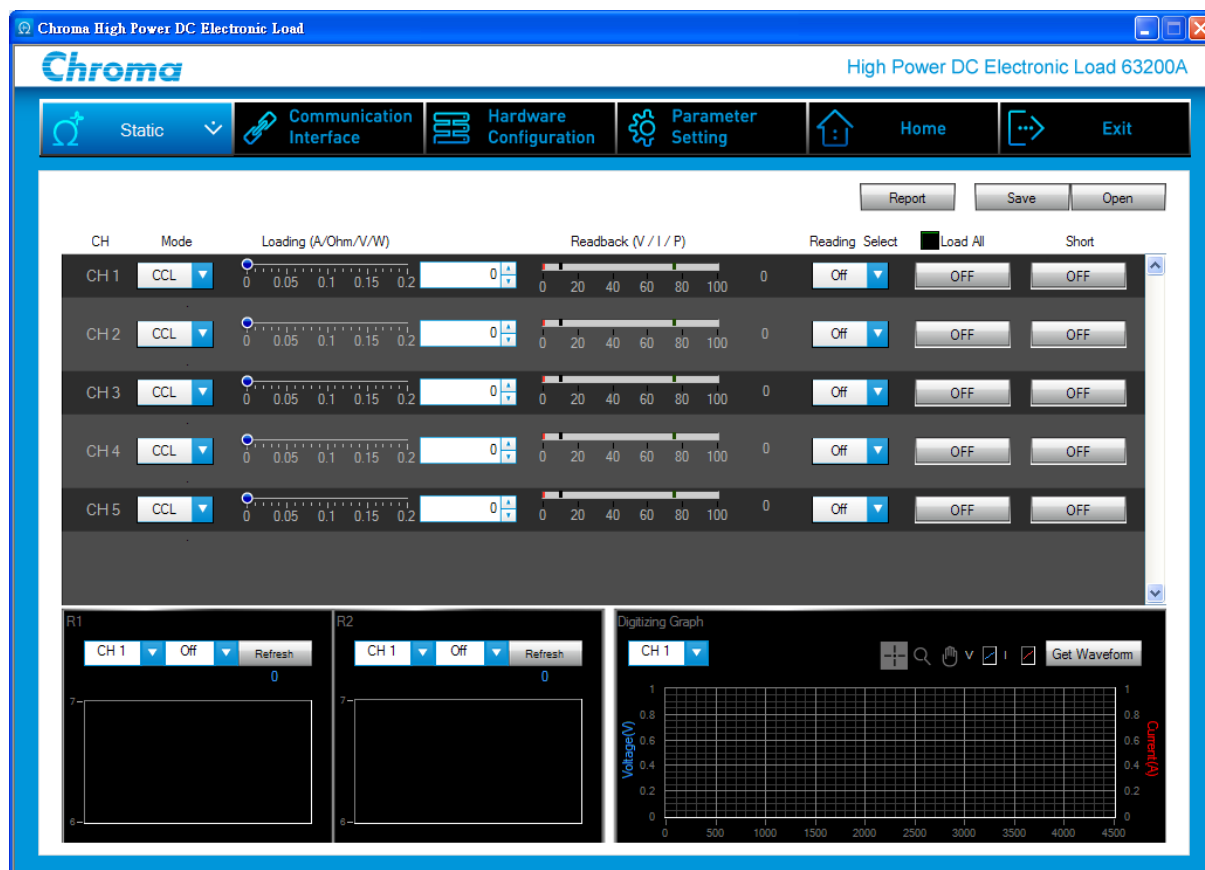 Chroma High Power DC Electronic Load
Chroma
High Power DC Electronic Load 63200A
Static
Communication Interface
Hardware Configuration
Parameter Setting
Home
Exit
Report Save Open
CH Mode Loading (A/Ohm/V/W) Readback (V / I / P) Reading Select Load All Short
CH 1 CCL 0 0 Off OFF OFF
0 0.05 0.1 0.15 0.2 0 20 40 60 80 100
CH 2 CCL 0 0 Off OFF OFF
0 0.05 0.1 0.15 0.2 0 20 40 60 80 100
CH 3 CCL 0 0 Off OFF OFF
0 0.05 0.1 0.15 0.2 0 20 40 60 80 100
CH 4 CCL 0 0 Off OFF OFF
0 0.05 0.1 0.15 0.2 0 20 40 60 80 100
CH 5 CCL 0 0 Off OFF OFF
0 0.05 0.1 0.15 0.2 0 20 40 60 80 100
R1
CH 1 Off Refresh
0
7
6
R2
CH 1 Off Refresh
0
7
6
Digitizing Graph
CH 1 V I Get Waveform
Voltage(V)
1
0.8
0.6
0.4
0.2
0
1
0.8
0.6
0.4
0.2
0
Current(A)
0 500 1000 1500 2000 2500 3000 3500 4000 4500